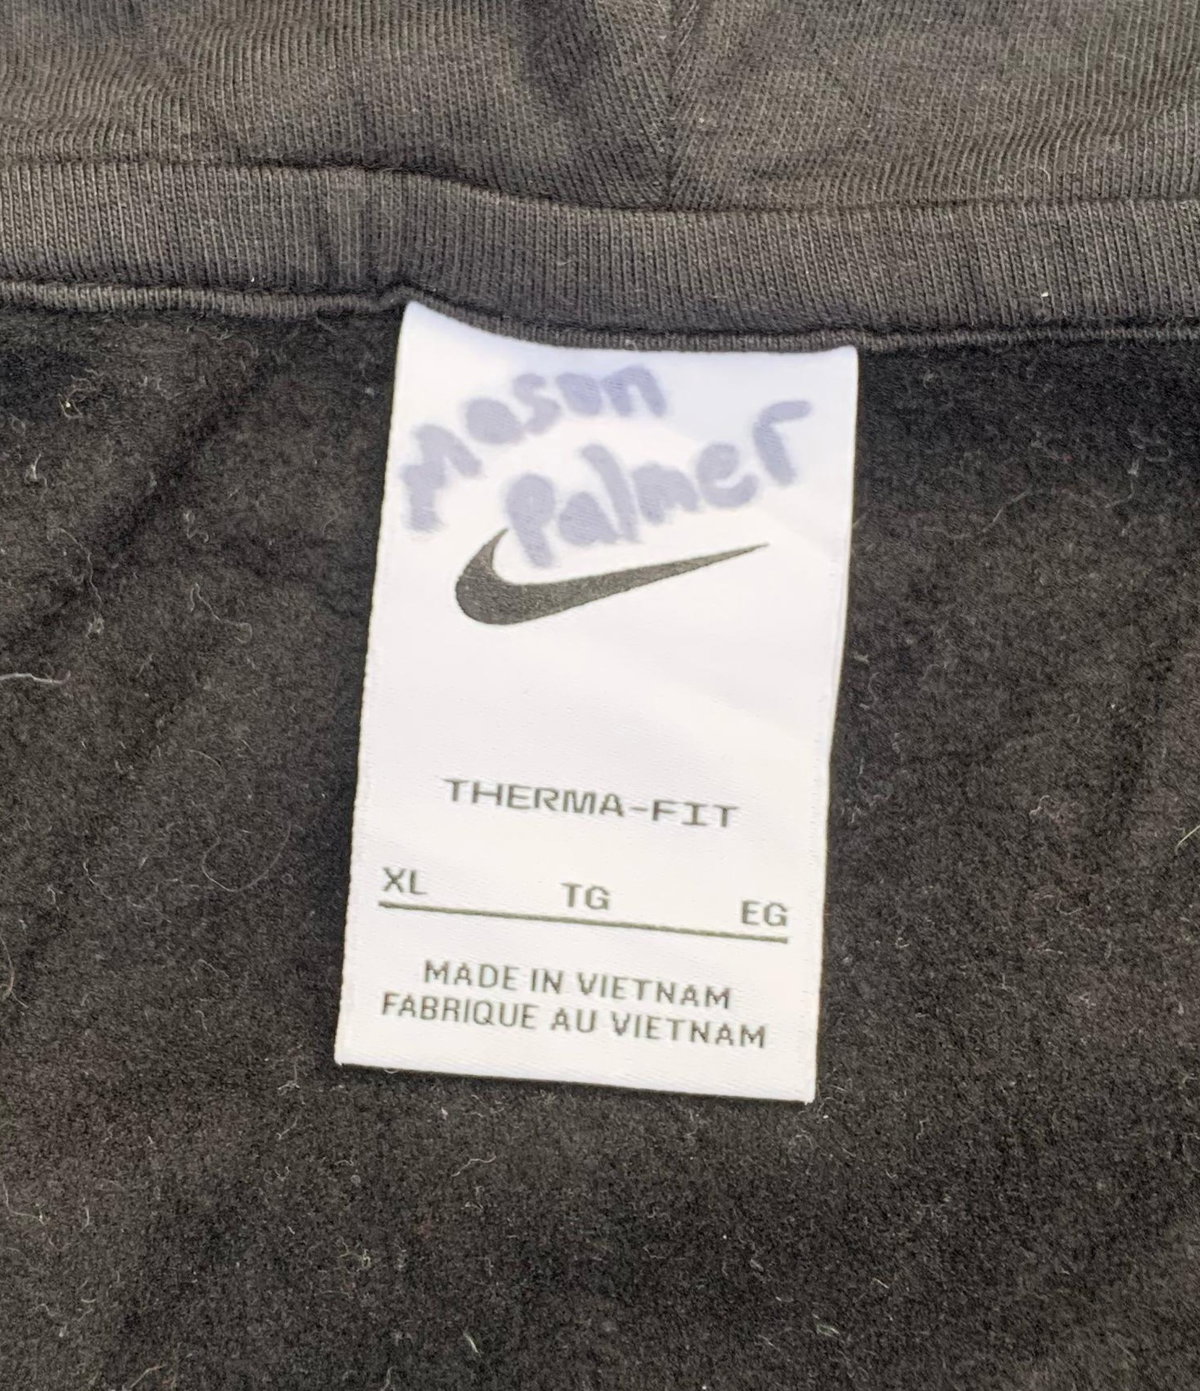 Mason
Palmer
THERMA-FIT
XL TG EG
MADE IN VIETNAM
FABRIQUE AU VIETNAM